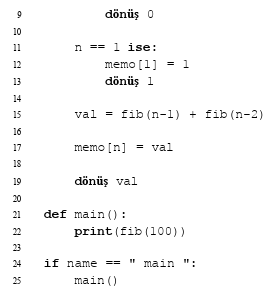 9 dönüş 0
10
11 n == 1 ise:
12 memo[1] = 1
13 dönüş 1
14
15 val = fib(n-1) + fib(n-2)
16
17 memo[n] = val
18
19 dönüş val
20
21 def main():
22 print(fib(100))
23
24 if name == " main ":
25 main()